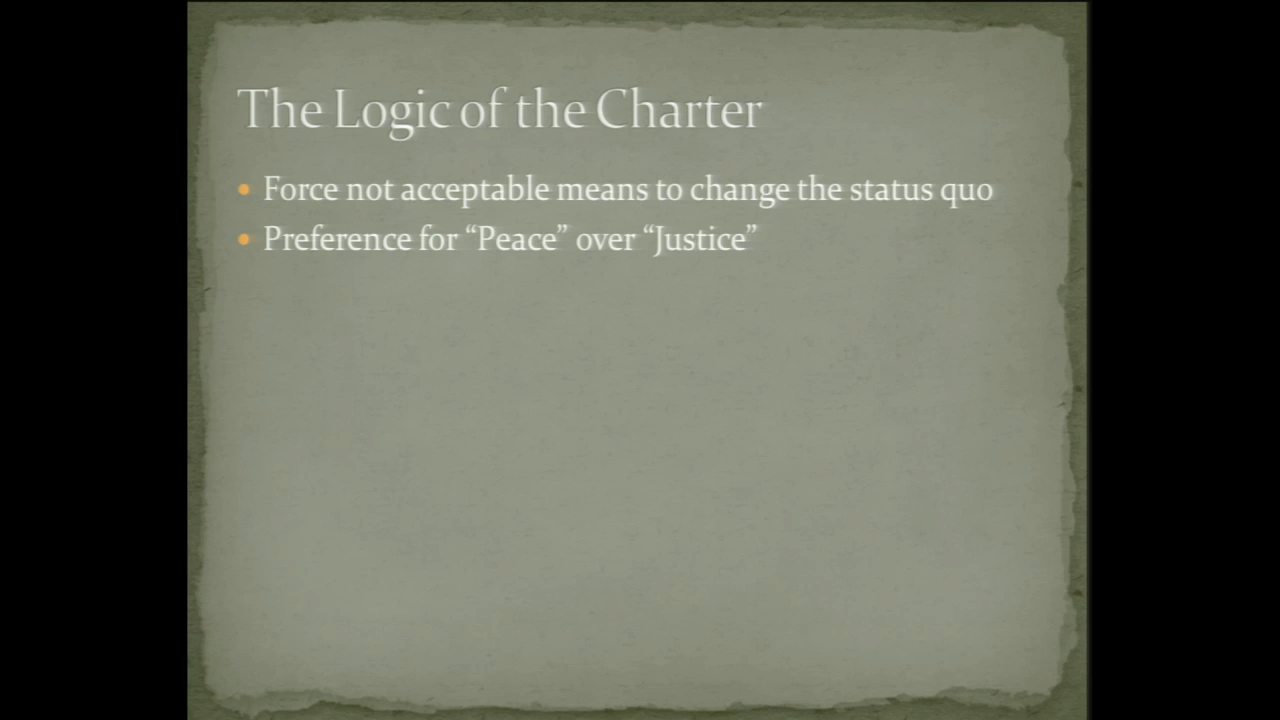 The Logic of the Charter
• Force not acceptable means to change the status quo
• Preference for “Peace” over “Justice”